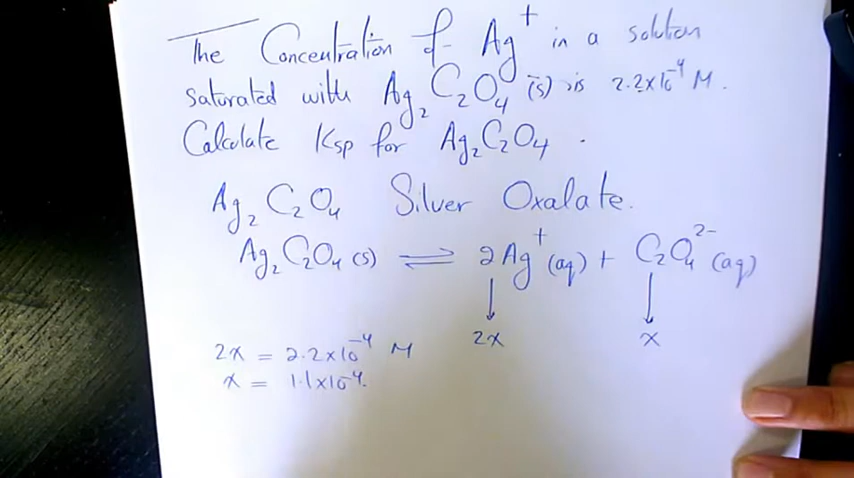 The Concentration of Ag⁺ in a solution
saturated with Ag₂C₂O₄(s) is 2.2x10⁻⁴ M.
Calculate Ksp for Ag₂C₂O₄.
Ag₂C₂O₄ Silver Oxalate.
Ag₂C₂O₄(s) ⇌ 2Ag⁺(aq) + C₂O₄²⁻(aq)
↓ ↓
2x x
2x = 2.2x10⁻⁴ M
x = 1.1x10⁻⁴.